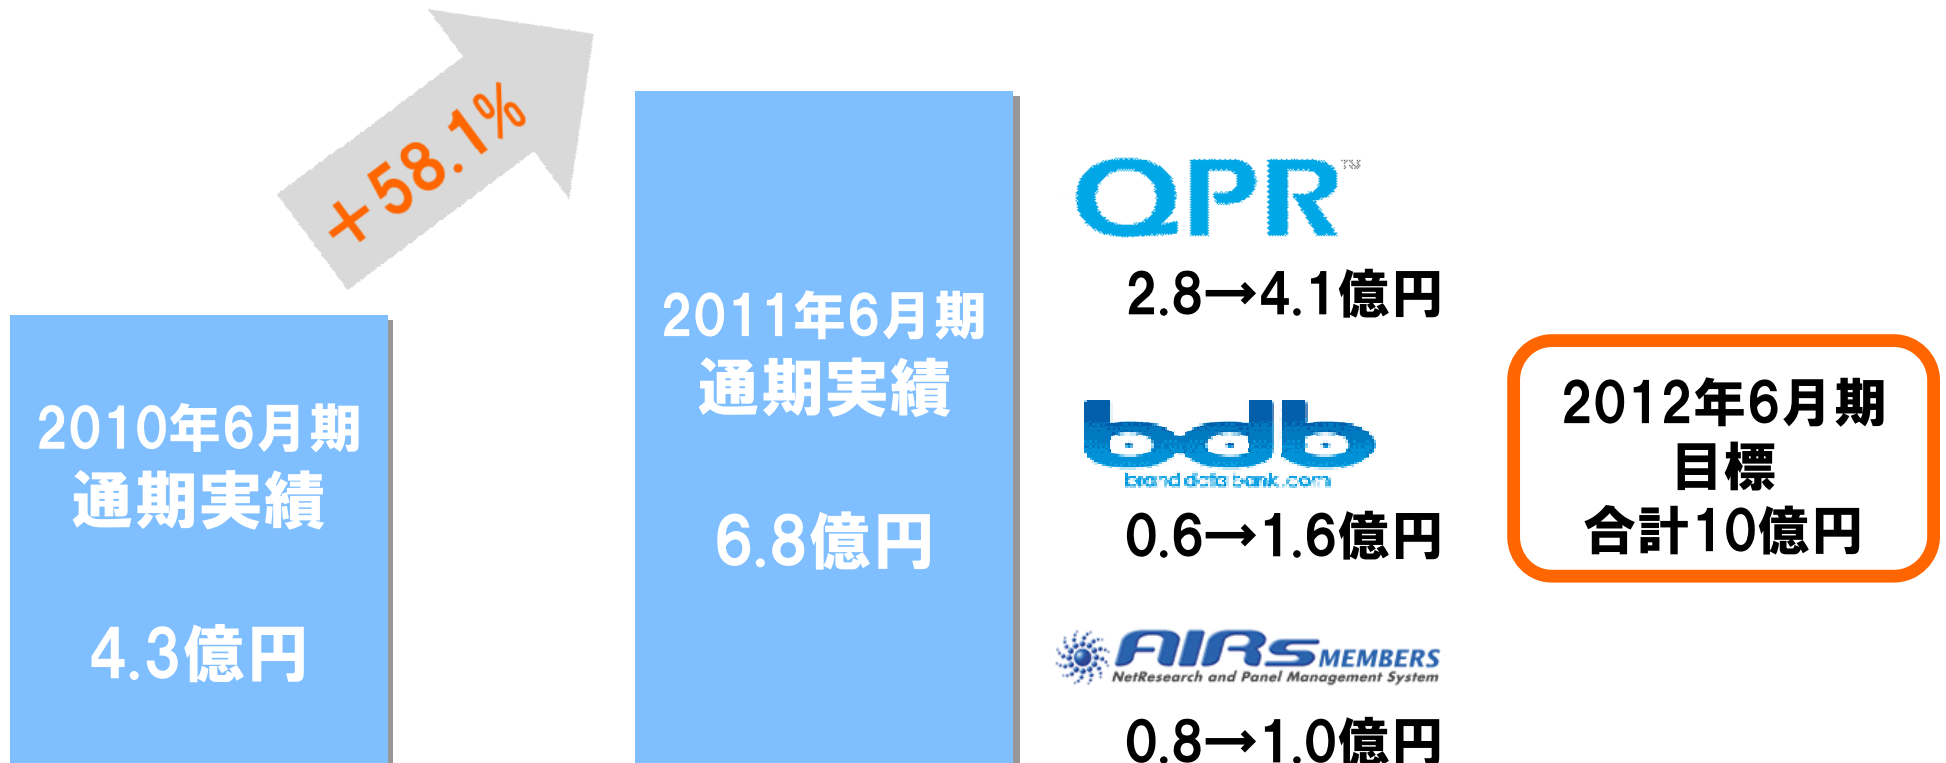 +58.1%
2010年6月期
通期実績
4.3億円
2011年6月期
通期実績
6.8億円
QPR™
2.8→4.1億円
bdb
brand data bank.com
0.6→1.6億円
AIRs MEMBERS
NetResearch and Panel Management System
0.8→1.0億円
2012年6月期
目標
合計10億円